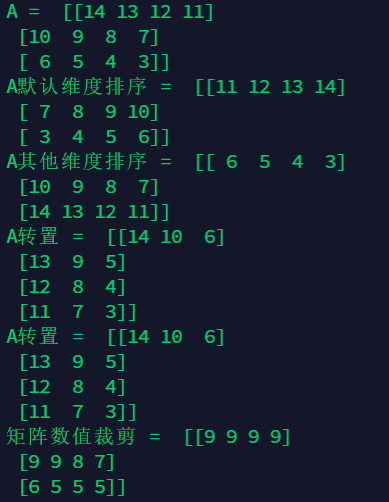 A =  [[14 13 12 11]
 [10  9  8  7]
 [ 6  5  4  3]]
A默认维度排序 =  [[11 12 13 14]
 [ 7  8  9 10]
 [ 3  4  5  6]]
A其他维度排序 =  [[ 6  5  4  3]
 [10  9  8  7]
 [14 13 12 11]]
A转置 =  [[14 10  6]
 [13  9  5]
 [12  8  4]
 [11  7  3]]
A转置 =  [[14 10  6]
 [13  9  5]
 [12  8  4]
 [11  7  3]]
矩阵数值裁剪 =  [[9 9 9 9]
 [9 9 8 7]
 [6 5 5 5]]